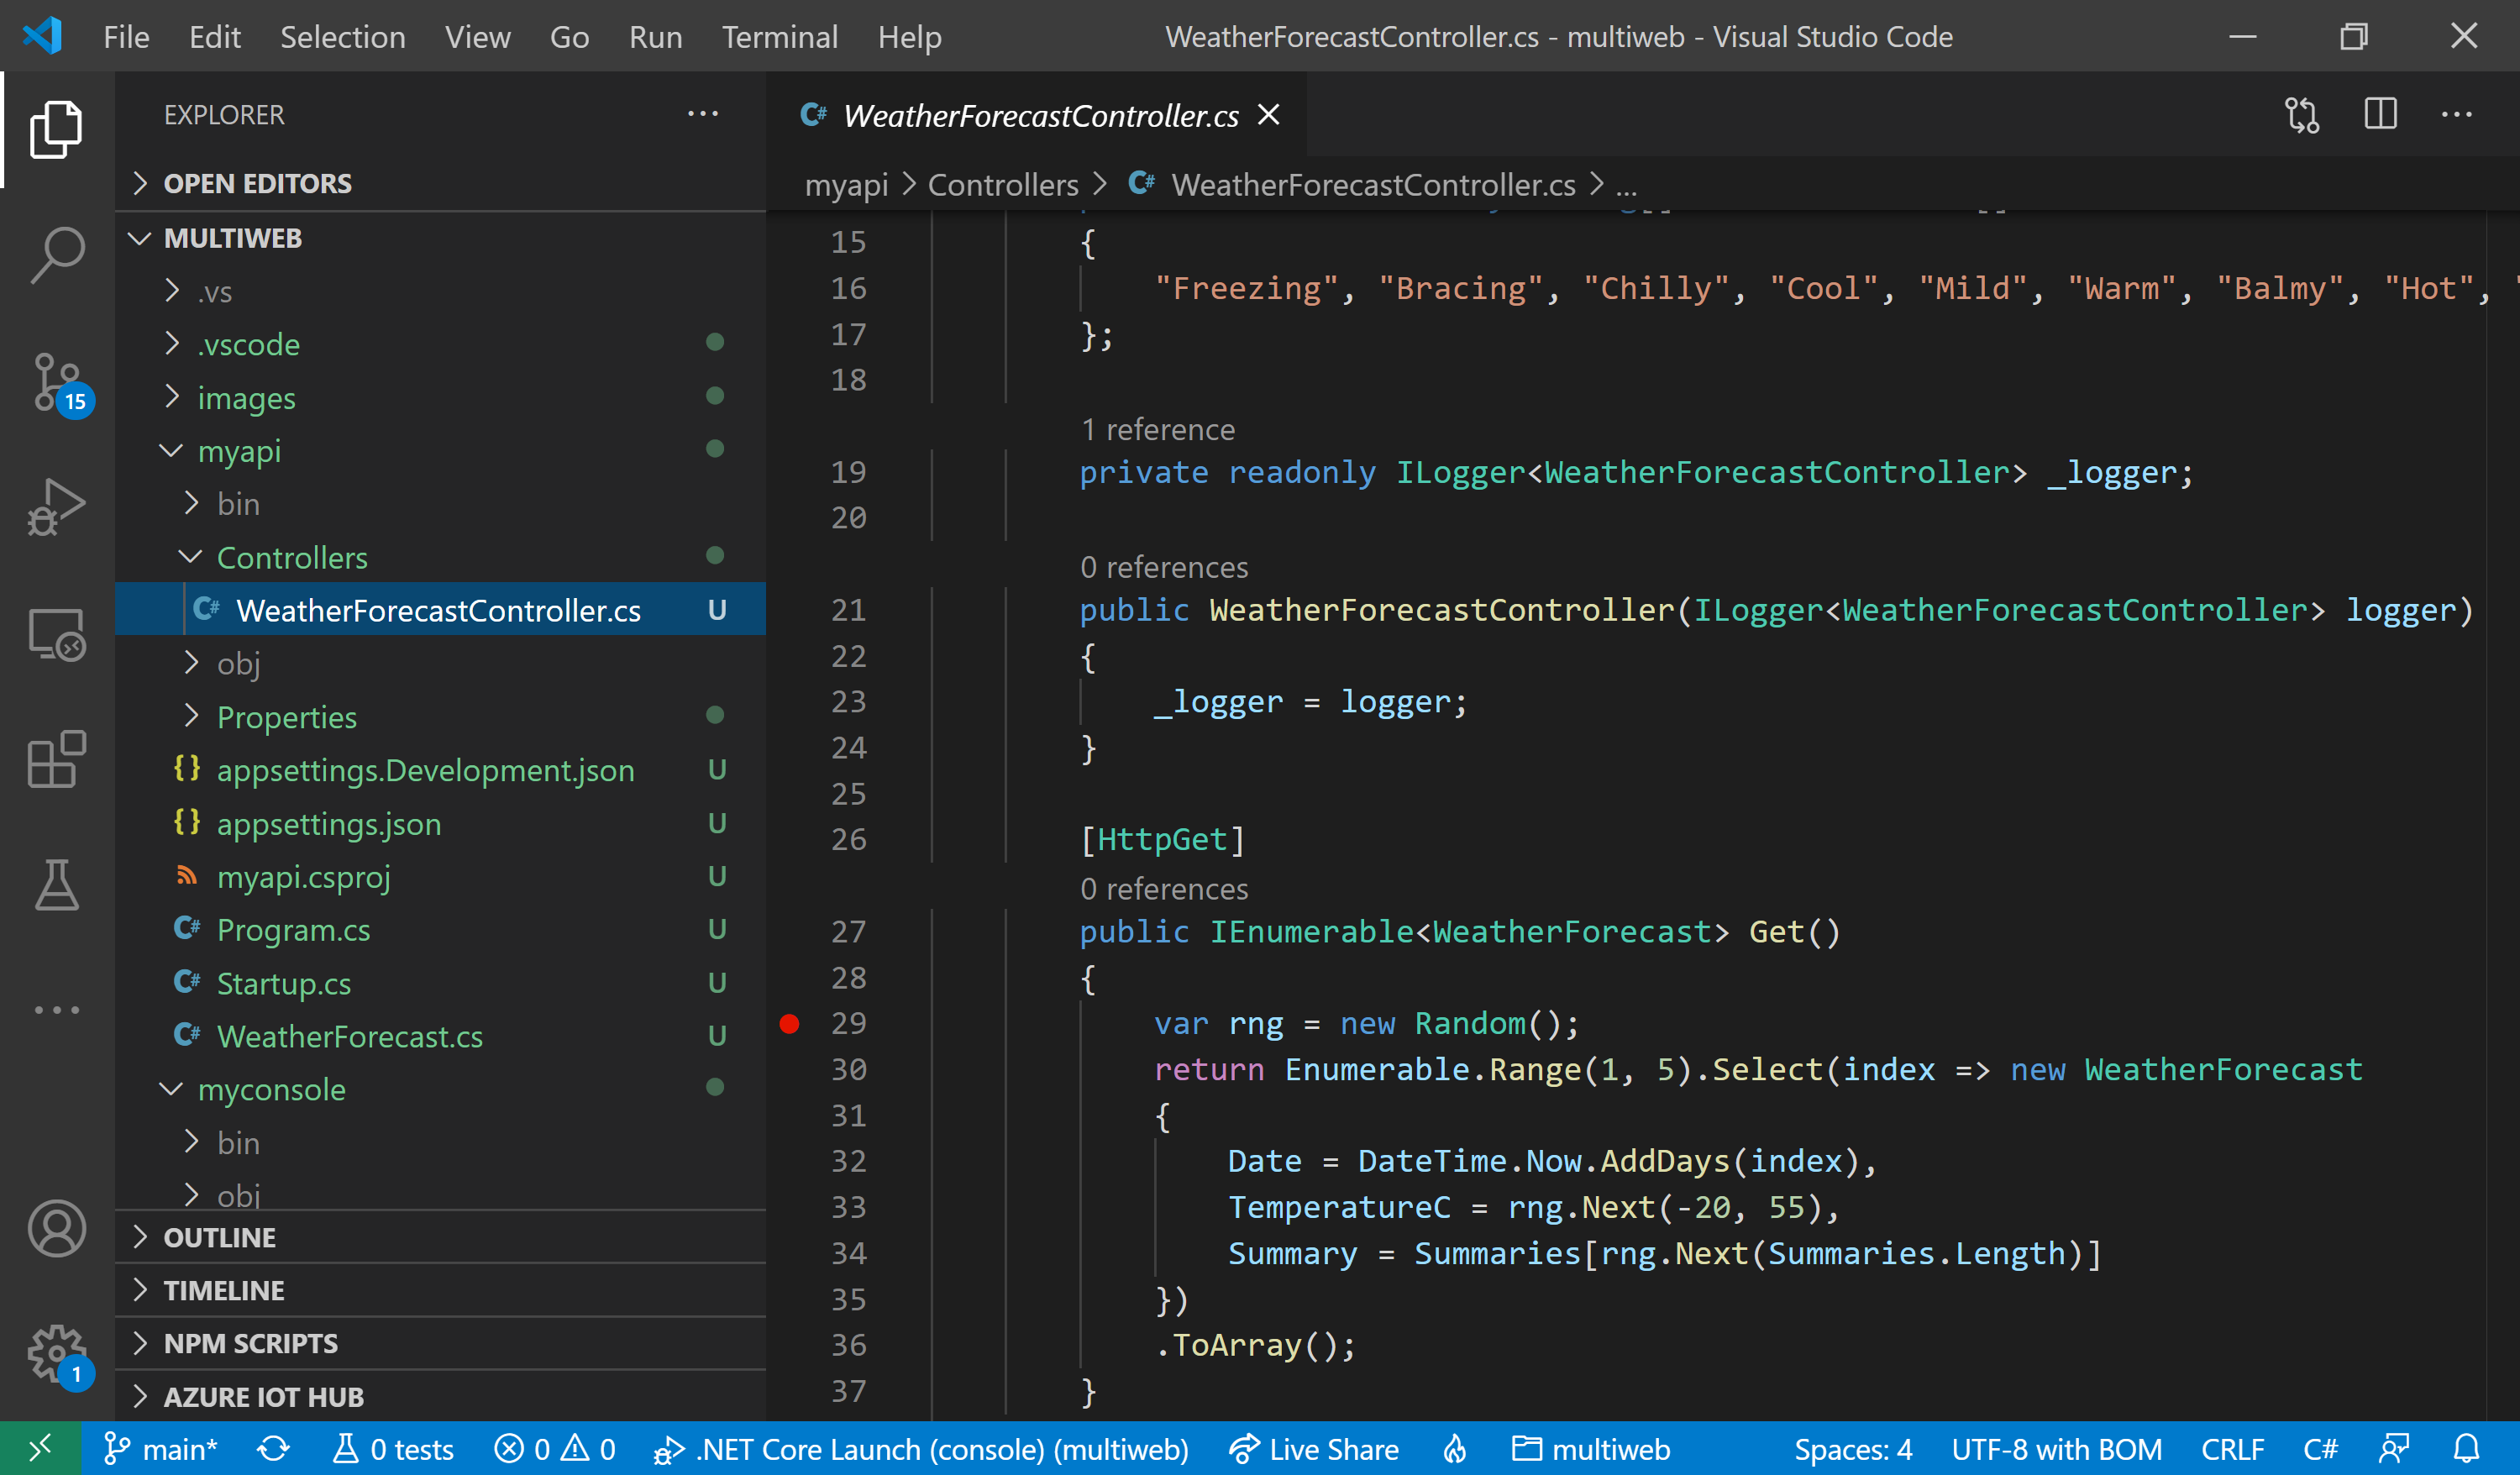 File Edit Selection View Go Run Terminal Help WeatherForecastController.cs - multiweb - Visual Studio Code
EXPLORER ...
OPEN EDITORS
MULTIWEB
.vs
.vscode
images
myapi
bin
Controllers
C# WeatherForecastController.cs U
obj
Properties
{} appsettings.Development.json U
{} appsettings.json U
myapi.csproj U
C# Program.cs U
C# Startup.cs U
C# WeatherForecast.cs U
myconsole
bin
obj
OUTLINE
TIMELINE
NPM SCRIPTS
AZURE IOT HUB
15
1
C# WeatherForecastController.cs
myapi > Controllers > C# WeatherForecastController.cs > ...
15 {
16 "Freezing", "Bracing", "Chilly", "Cool", "Mild", "Warm", "Balmy", "Hot", "
17 };
18
1 reference
19 private readonly ILogger<WeatherForecastController> _logger;
20
0 references
21 public WeatherForecastController(ILogger<WeatherForecastController> logger)
22 {
23 _logger = logger;
24 }
25
26 [HttpGet]
0 references
27 public IEnumerable<WeatherForecast> Get()
28 {
29 var rng = new Random();
30 return Enumerable.Range(1, 5).Select(index => new WeatherForecast
31 {
32 Date = DateTime.Now.AddDays(index),
33 TemperatureC = rng.Next(-20, 55),
34 Summary = Summaries[rng.Next(Summaries.Length)]
35 })
36 .ToArray();
37 }
main* 0 tests 0 0 .NET Core Launch (console) (multiweb) Live Share multiweb Spaces: 4 UTF-8 with BOM CRLF C#